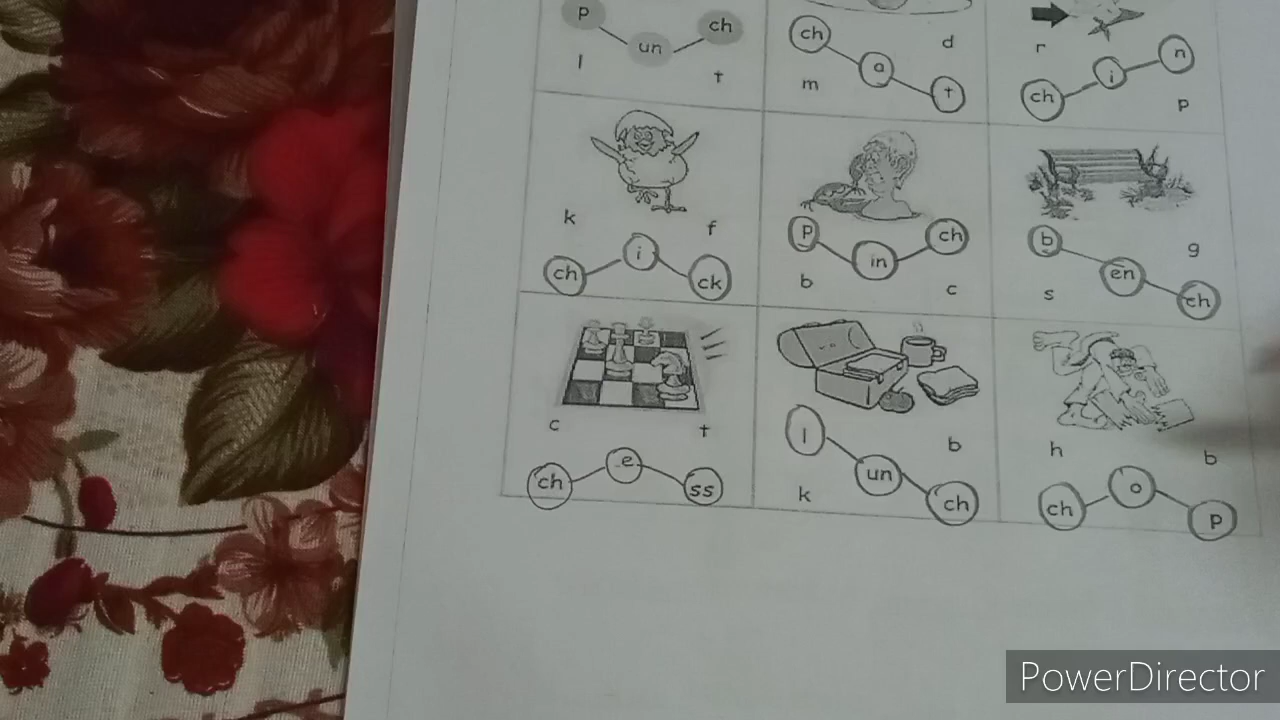 p un ch
l t
ch a t
m d
r i n
ch p
k f
ch i ck
p in ch
b c
b en ch
s g
c t
ch e ss
l un ch
k b
h b
ch o p
PowerDirector